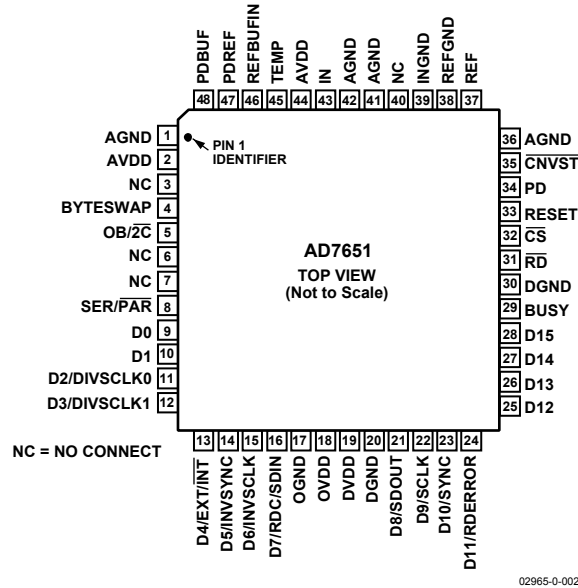 48 PDBUF
47 PDREF
46 REFBUFIN
45 TEMP
44 AVDD
43 IN
42 AGND
41 AGND
40 NC
39 INGND
38 REFGND
37 REF
AGND 1
AVDD 2
NC 3
BYTESWAP 4
OB/2C̅ 5
NC 6
NC 7
SER/P̅A̅R̅ 8
D0 9
D1 10
D2/DIVSCLK0 11
D3/DIVSCLK1 12
PIN 1
IDENTIFIER
AD7651
TOP VIEW
(Not to Scale)
36 AGND
35 C̅N̅V̅S̅T̅
34 PD
33 RESET
32 C̅S̅
31 R̅D̅
30 DGND
29 BUSY
28 D15
27 D14
26 D13
25 D12
13 D4/EXT/I̅N̅T̅
14 D5/INVSYNC
15 D6/INVSCLK
16 D7/RDC/SDIN
17 OGND
18 OVDD
19 DVDD
20 DGND
21 D8/SDOUT
22 D9/SCLK
23 D10/SYNC
24 D11/RDERROR
NC = NO CONNECT
02965-0-002